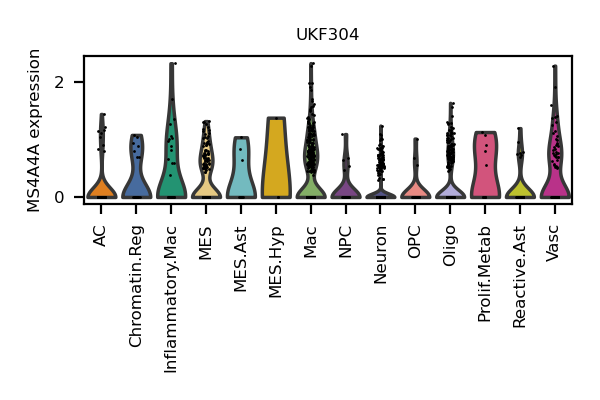 UKF304
MS4A4A expression
2
0
AC
Chromatin.Reg
Inflammatory.Mac
MES
MES.Ast
MES.Hyp
Mac
NPC
Neuron
OPC
Oligo
Prolif.Metab
Reactive.Ast
Vasc